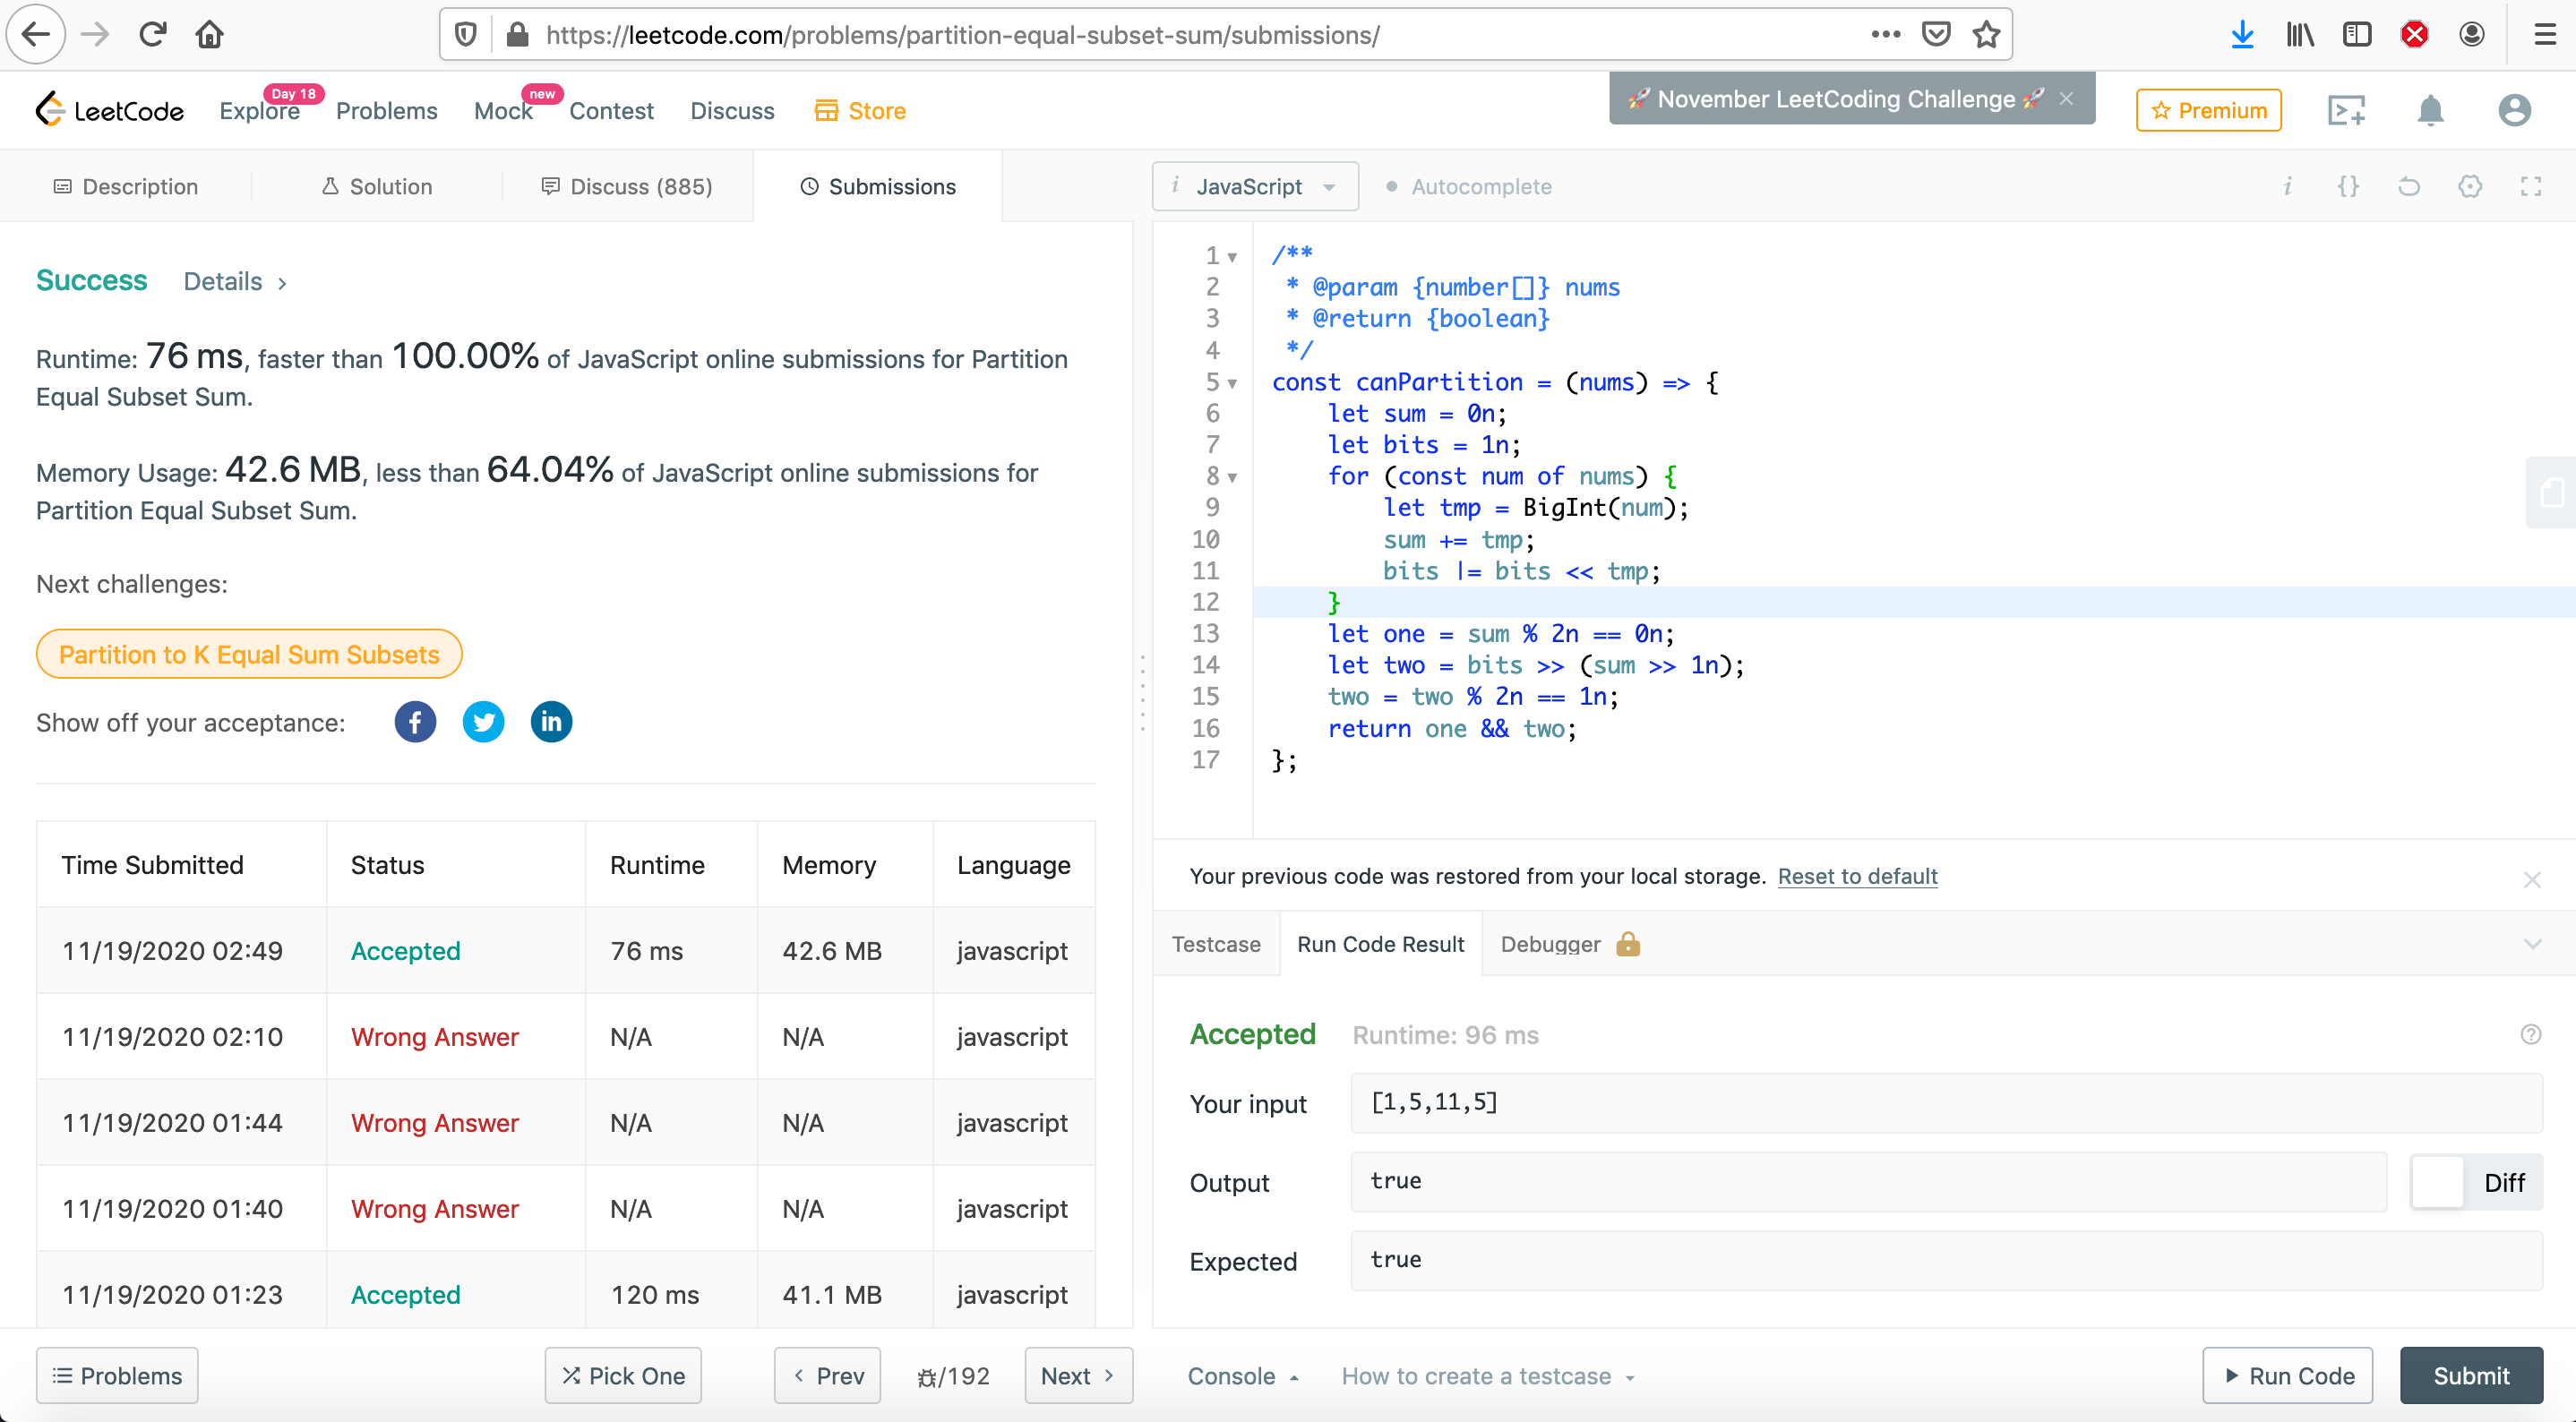 https://leetcode.com/problems/partition-equal-subset-sum/submissions/
LeetCode
Explore
Day 18
Problems
Mock
new
Contest
Discuss
Store
🚀 November LeetCoding Challenge 🚀 ×
Premium
Description
Solution
Discuss (885)
Submissions
i JavaScript
Autocomplete
i {}
Success Details >
Runtime: 76 ms, faster than 100.00% of JavaScript online submissions for Partition
Equal Subset Sum.
Memory Usage: 42.6 MB, less than 64.04% of JavaScript online submissions for
Partition Equal Subset Sum.
Next challenges:
Partition to K Equal Sum Subsets
Show off your acceptance: f in
Time Submitted Status Runtime Memory Language
11/19/2020 02:49 Accepted 76 ms 42.6 MB javascript
11/19/2020 02:10 Wrong Answer N/A N/A javascript
11/19/2020 01:44 Wrong Answer N/A N/A javascript
11/19/2020 01:40 Wrong Answer N/A N/A javascript
11/19/2020 01:23 Accepted 120 ms 41.1 MB javascript
Problems
Pick One
< Prev
/192
Next >
1 /**
2 * @param {number[]} nums
3 * @return {boolean}
4 */
5 const canPartition = (nums) => {
6 let sum = 0n;
7 let bits = 1n;
8 for (const num of nums) {
9 let tmp = BigInt(num);
10 sum += tmp;
11 bits |= bits << tmp;
12 }
13 let one = sum % 2n == 0n;
14 let two = bits >> (sum >> 1n);
15 two = two % 2n == 1n;
16 return one && two;
17 };
Your previous code was restored from your local storage. Reset to default
Testcase
Run Code Result
Debugger
Accepted Runtime: 96 ms
Your input [1,5,11,5]
Output true Diff
Expected true
Console
How to create a testcase
Run Code
Submit